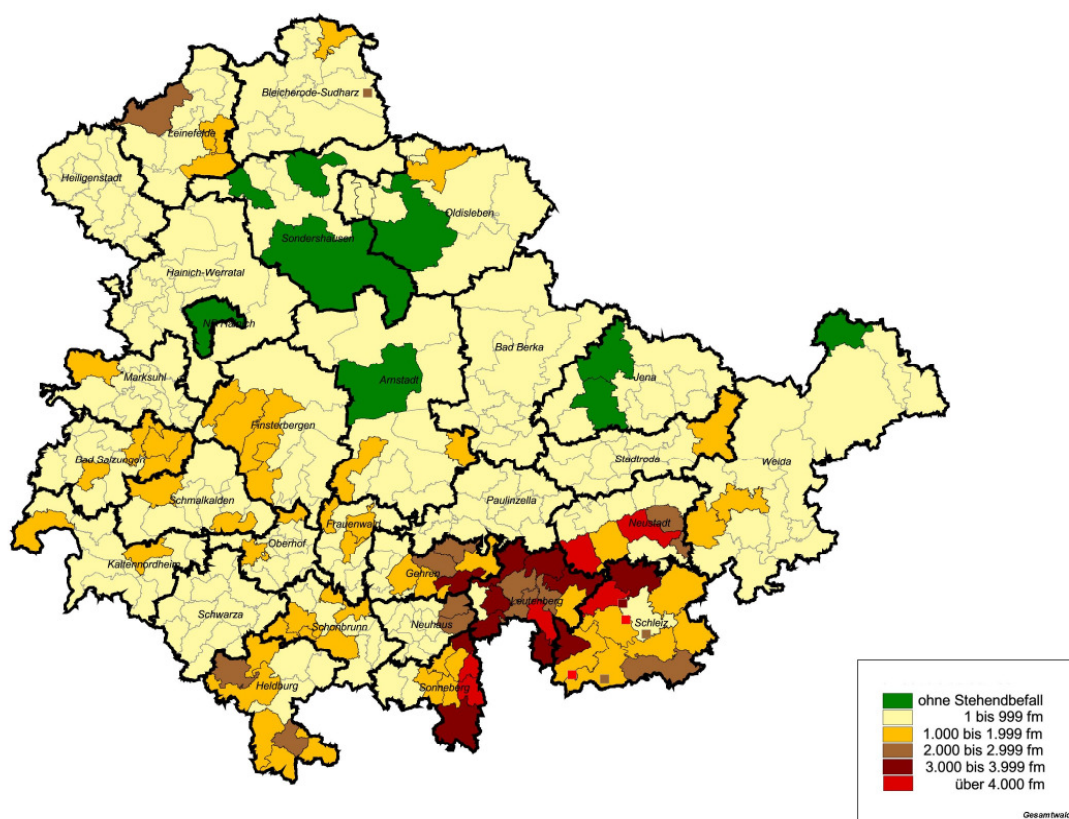 Bleicherode-Südharz
Leinefelde
Heiligenstadt
Oldisleben
Sondershausen
Hainich-Werratal
NP Hainich
Bad Berka
Marksuhl
Arnstadt
Jena
Finsterbergen
Bad Salzungen
Stadtroda
Weida
Schmalkalden
Paulinzella
Frauenwald
Neustadt
Oberhof
Kaltennordheim
Gehren
Leutenberg
Schwarza
Schönbrunn
Neuhaus
Schleiz
Heldburg
Sonneberg
ohne Stehendbefall
1 bis 999 fm
1.000 bis 1.999 fm
2.000 bis 2.999 fm
3.000 bis 3.999 fm
über 4.000 fm
Gesamtwald